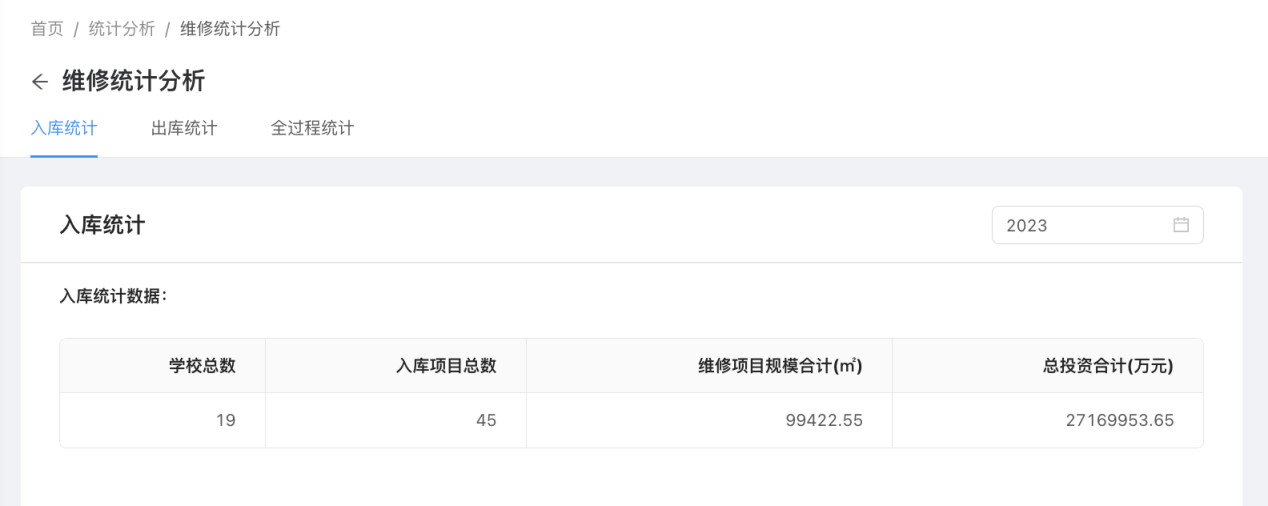 首页 / 统计分析 / 维修统计分析
← 维修统计分析
入库统计 出库统计 全过程统计
入库统计 2023
入库统计数据:
学校总数 入库项目总数 维修项目规模合计(㎡) 总投资合计(万元)
19 45 99422.55 27169953.65